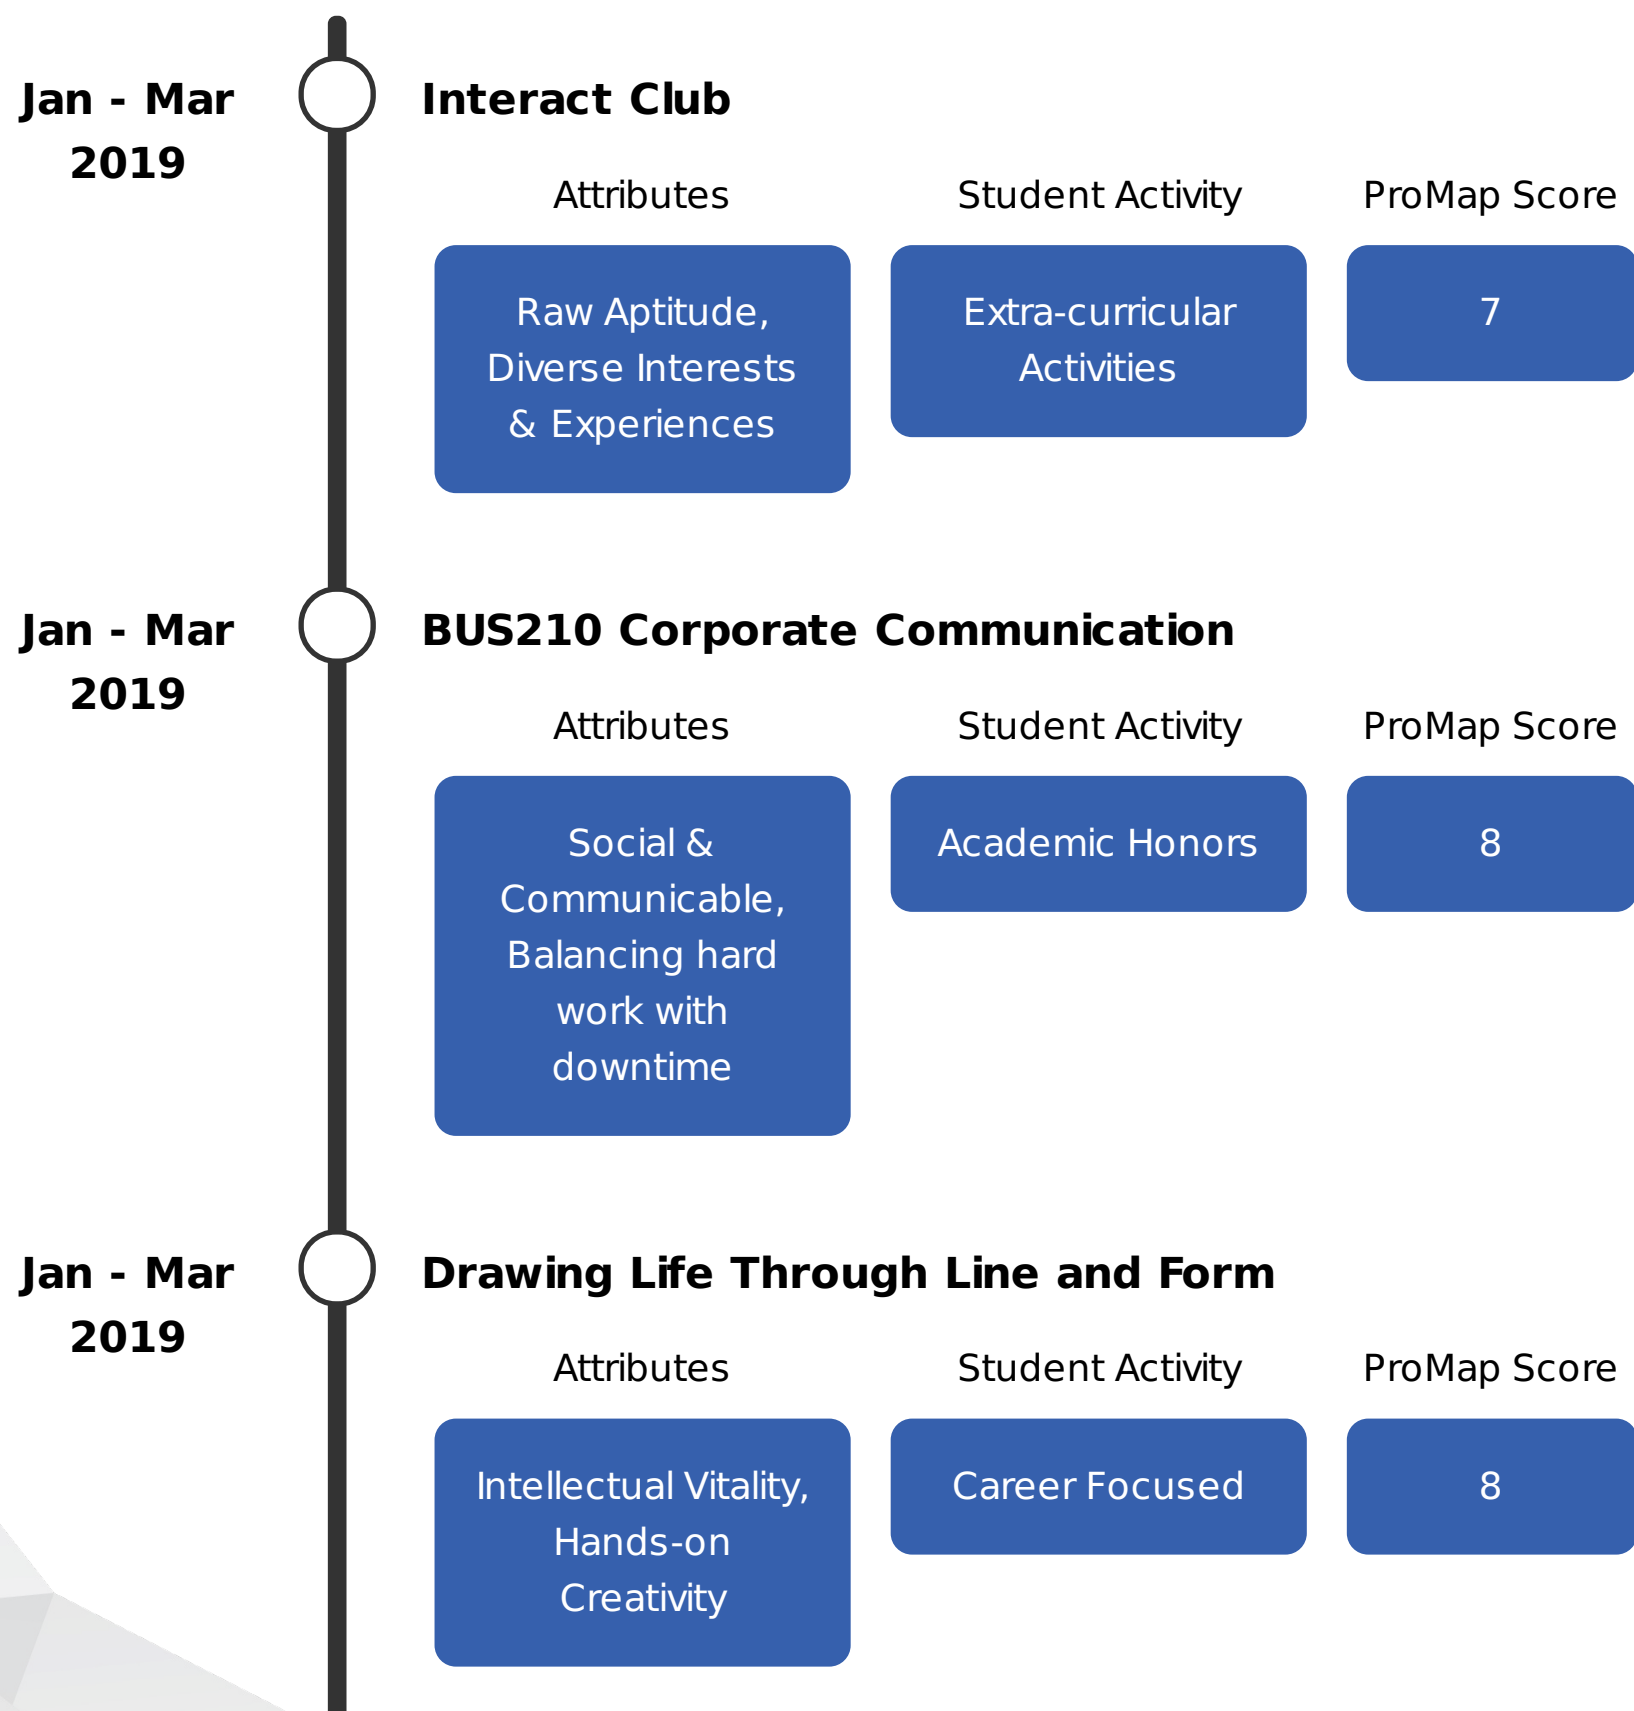 Jan - Mar
2019
Interact Club
Attributes
Student Activity
ProMap Score
Raw Aptitude,
Diverse Interests
& Experiences
Extra-curricular
Activities
7
Jan - Mar
2019
BUS210 Corporate Communication
Attributes
Student Activity
ProMap Score
Social &
Communicable,
Balancing hard
work with
downtime
Academic Honors
8
Jan - Mar
2019
Drawing Life Through Line and Form
Attributes
Student Activity
ProMap Score
Intellectual Vitality,
Hands-on
Creativity
Career Focused
8